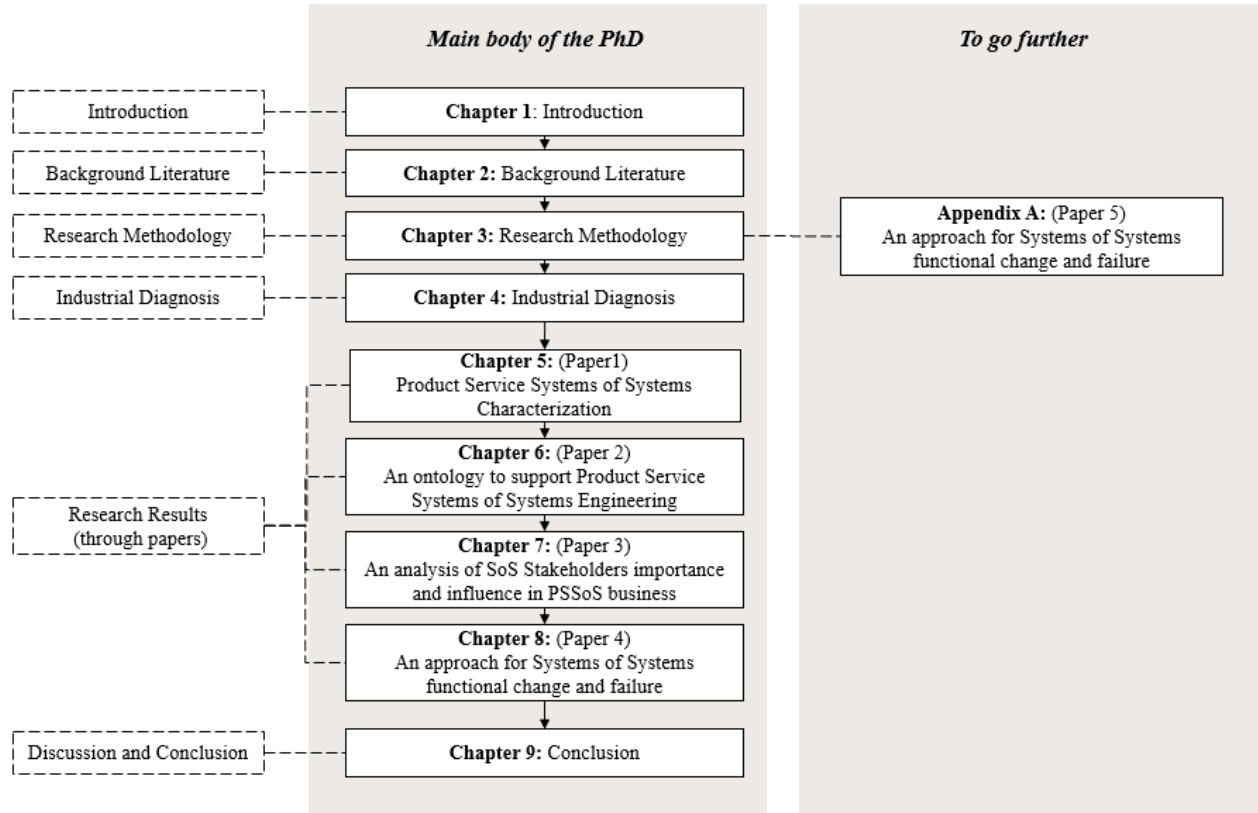 Main body of the PhD
To go further
Introduction
Chapter 1: Introduction
Background Literature
Chapter 2: Background Literature
Research Methodology
Chapter 3: Research Methodology
Appendix A: (Paper 5)
An approach for Systems of Systems
functional change and failure
Industrial Diagnosis
Chapter 4: Industrial Diagnosis
Chapter 5: (Paper1)
Product Service Systems of Systems
Characterization
Chapter 6: (Paper 2)
An ontology to support Product Service
Systems of Systems Engineering
Research Results
(through papers)
Chapter 7: (Paper 3)
An analysis of SoS Stakeholders importance
and influence in PSSoS business
Chapter 8: (Paper 4)
An approach for Systems of Systems
functional change and failure
Discussion and Conclusion
Chapter 9: Conclusion